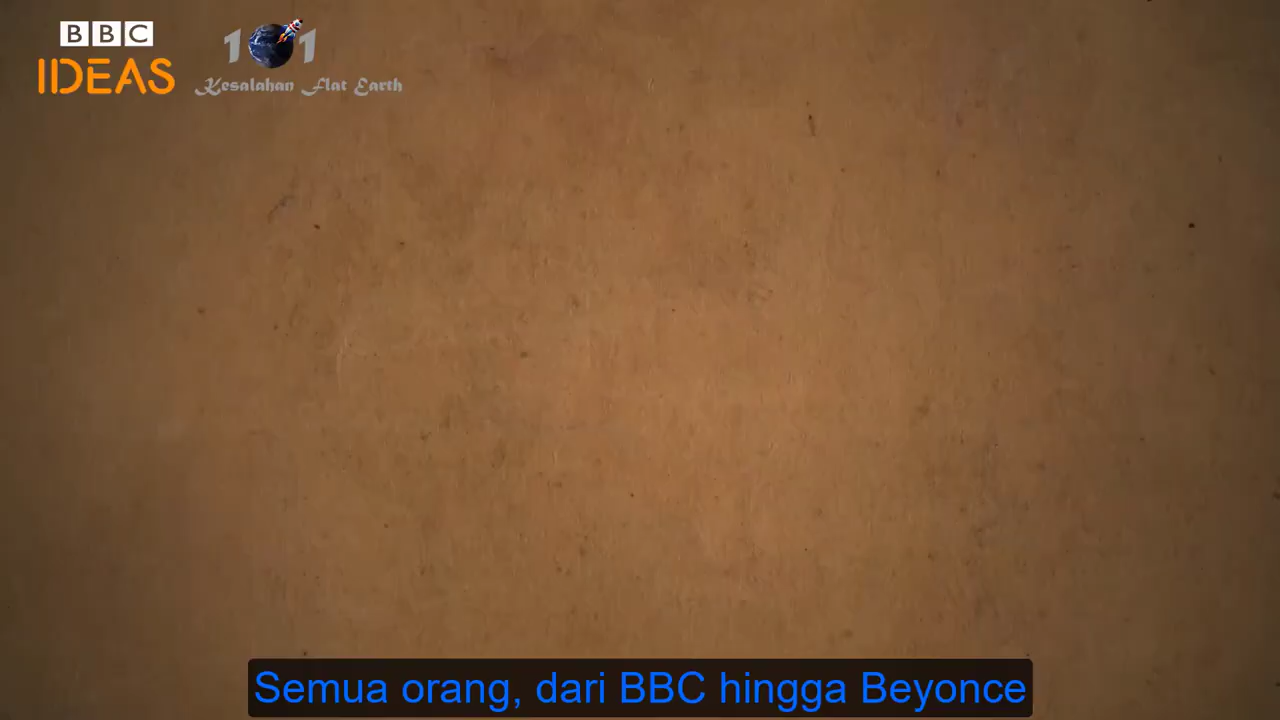 BBC
IDEAS
101
Kesalahan Flat Earth
Semua orang, dari BBC hingga Beyonce